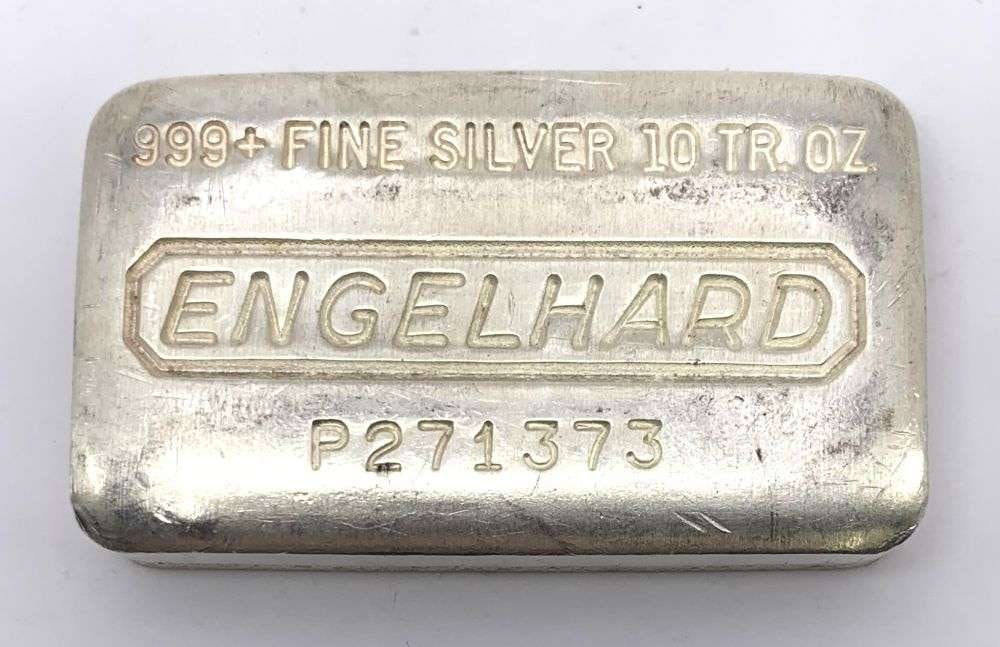 999+ FINE SILVER 10 TR. OZ.
ENGELHARD
P271373